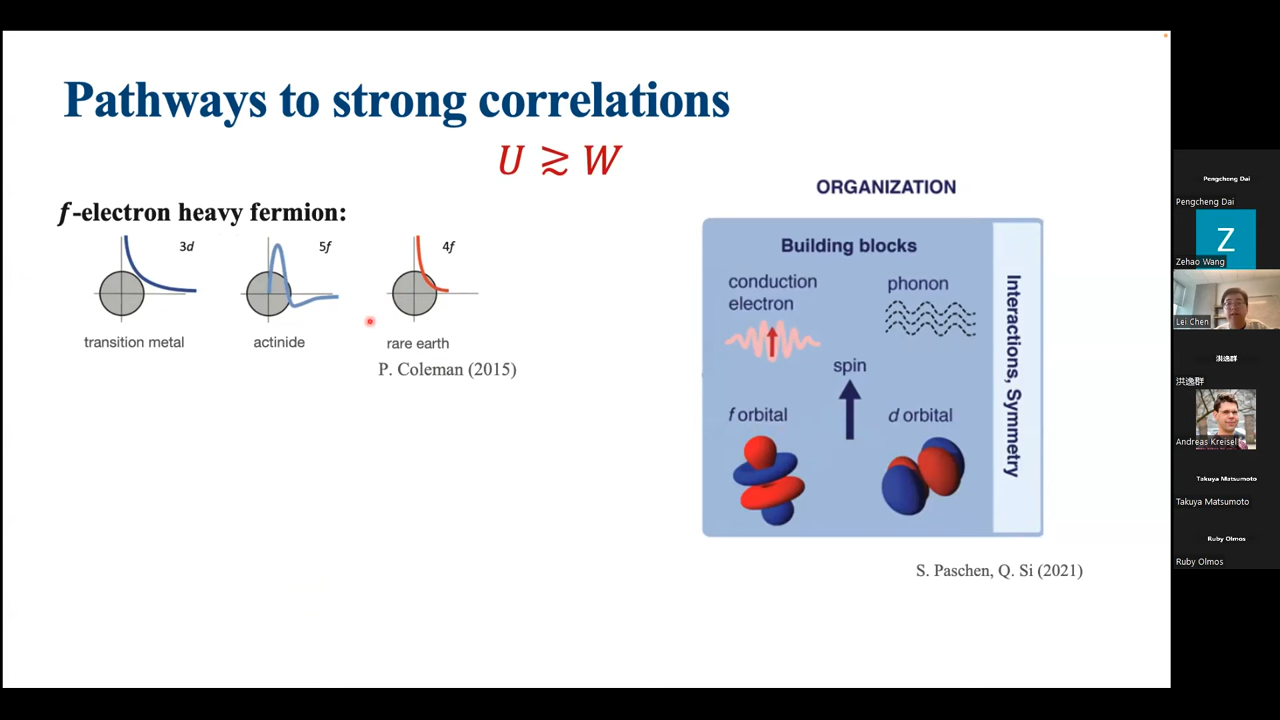 Pathways to strong correlations
U ≳ W
f-electron heavy fermion:
3d
5f
4f
transition metal
actinide
rare earth
P. Coleman (2015)
ORGANIZATION
Building blocks
conduction
electron
phonon
spin
f orbital
d orbital
Interactions, Symmetry
S. Paschen, Q. Si (2021)
Pengcheng Dai
Pengcheng Dai
Z
Zehao Wang
Lei Chen
洪逸群
洪逸群
Andreas Kreisel
Takuya Matsumoto
Takuya Matsumoto
Ruby Olmos
Ruby Olmos